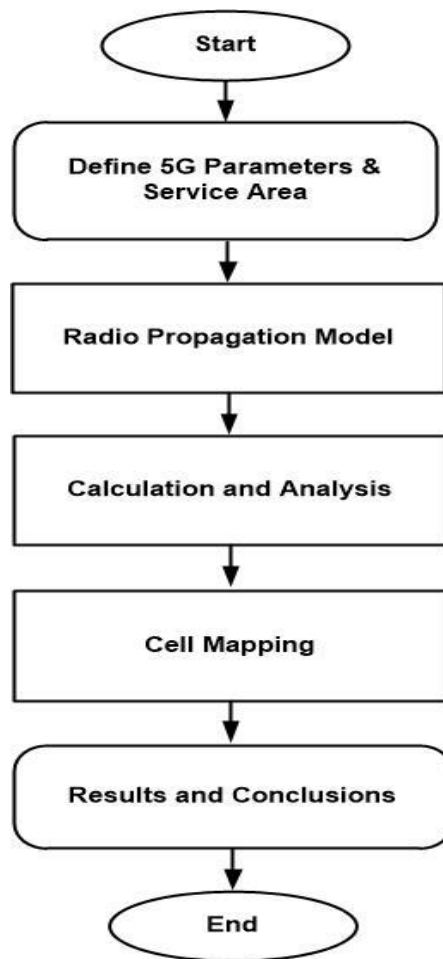 Start
Define 5G Parameters &
Service Area
Radio Propagation Model
Calculation and Analysis
Cell Mapping
Results and Conclusions
End